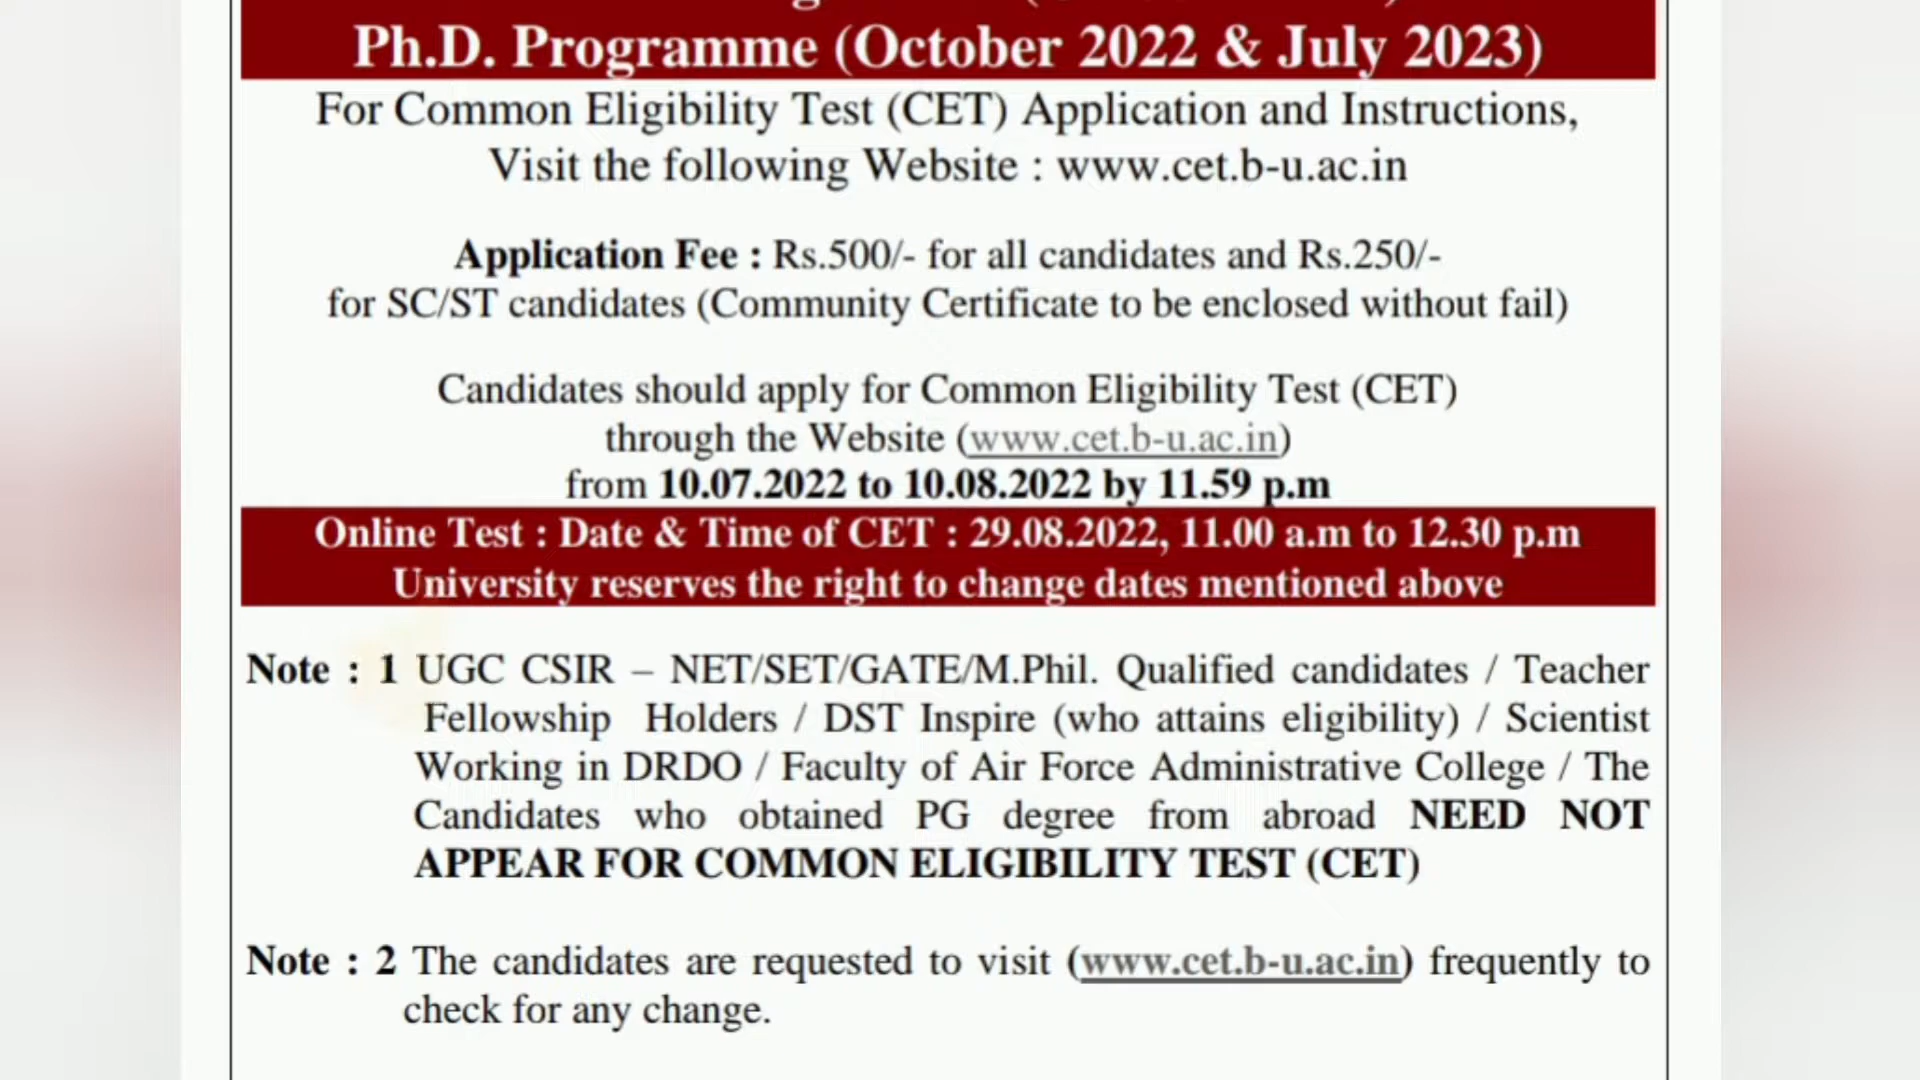 Ph.D. Programme (October 2022 & July 2023)
For Common Eligibility Test (CET) Application and Instructions,
Visit the following Website : www.cet.b-u.ac.in
Application Fee : Rs.500/- for all candidates and Rs.250/-
for SC/ST candidates (Community Certificate to be enclosed without fail)
Candidates should apply for Common Eligibility Test (CET)
through the Website (www.cet.b-u.ac.in)
from 10.07.2022 to 10.08.2022 by 11.59 p.m
Online Test : Date & Time of CET : 29.08.2022, 11.00 a.m to 12.30 p.m
University reserves the right to change dates mentioned above
Note : 1 UGC CSIR – NET/SET/GATE/M.Phil. Qualified candidates / Teacher
Fellowship Holders / DST Inspire (who attains eligibility) / Scientist
Working in DRDO / Faculty of Air Force Administrative College / The
Candidates who obtained PG degree from abroad NEED NOT
APPEAR FOR COMMON ELIGIBILITY TEST (CET)
Note : 2 The candidates are requested to visit (www.cet.b-u.ac.in) frequently to
check for any change.